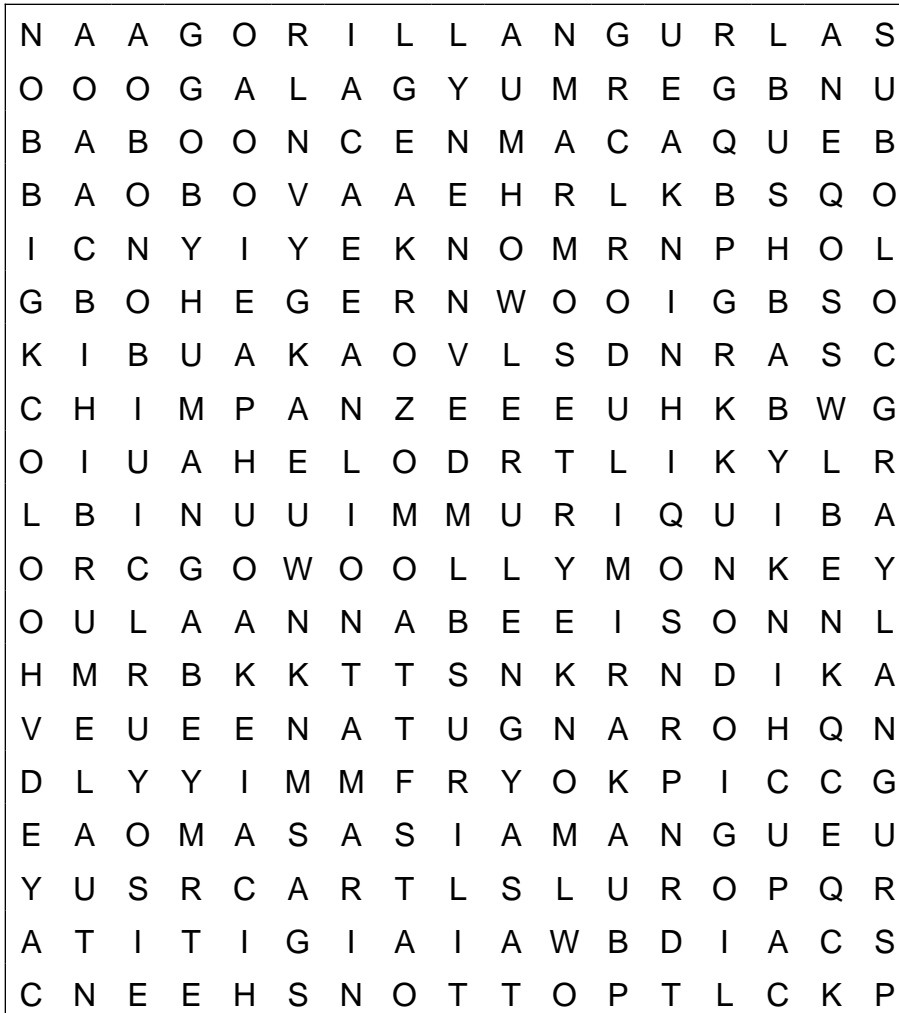 N A A G O R I L L A N G U R L A S
O O O G A L A G Y U M R E G B N U
B A B O O N C E N M A C A Q U E B
B A O B O V A A E H R L K B S Q O
I C N Y I Y E K N O M R N P H O L
G B O H E G E R N W O O I G B S O
K I B U A K A O V L S D N R A S C
C H I M P A N Z E E E U H K B W G
O I U A H E L O D R T L I K Y L R
L B I N U U I M M U R I Q U I B A
O R C G O W O O L L Y M O N K E Y
O U L A A N N A B E E I S O N N L
H M R B K K T T S N K R N D I K A
V E U E E N A T U G N A R O H Q N
D L Y Y I M M F R Y O K P I C C G
E A O M A S A S I A M A N G U E U
Y U S R C A R T L S L U R O P Q R
A T I T I G I A I A W B D I A C S
C N E E H S N O T T O P T L C K P